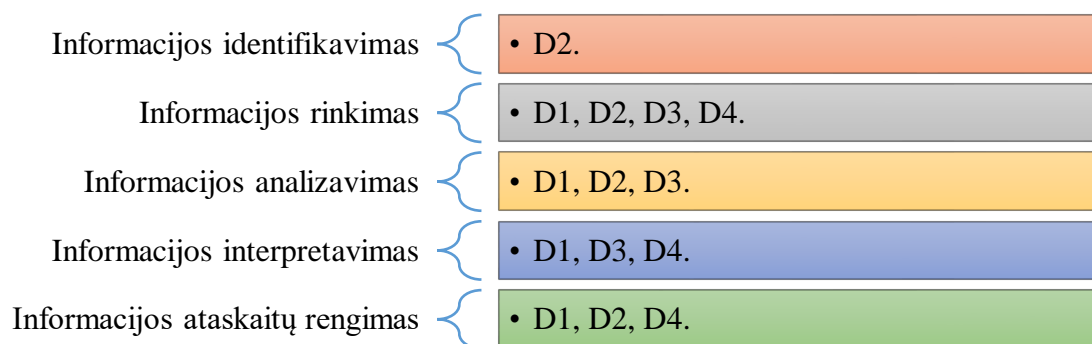 Informacijos identifikavimas
• D2.
Informacijos rinkimas
• D1, D2, D3, D4.
Informacijos analizavimas
• D1, D2, D3.
Informacijos interpretavimas
• D1, D3, D4.
Informacijos ataskaitų rengimas
• D1, D2, D4.